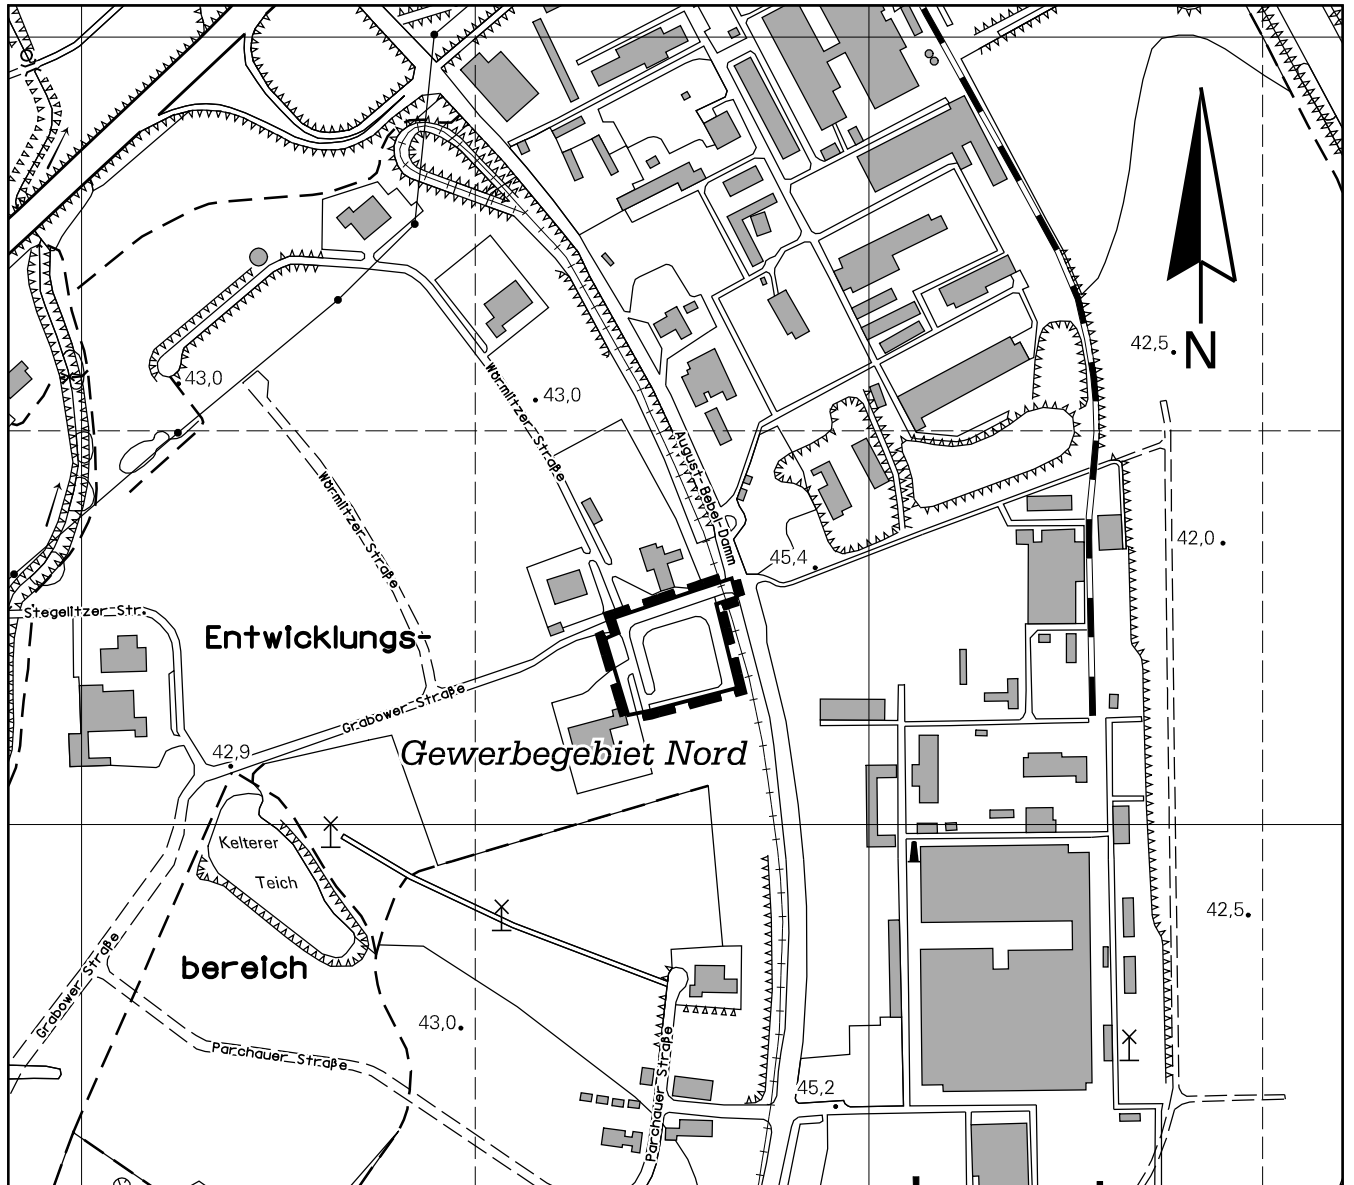 N
42,5
43,0
43,0
Wörmlitzer Straße
August-Bebel-Damm
Wörmlitzer Straße
42,0
45,4
Stegelitzer Str.
Entwicklungs-
Grabower Straße
42,9
Gewerbegebiet Nord
Kelterer
Teich
42,5
Grabower Straße
bereich
43,0
Parchauer Straße
Parchauer Straße
45,2